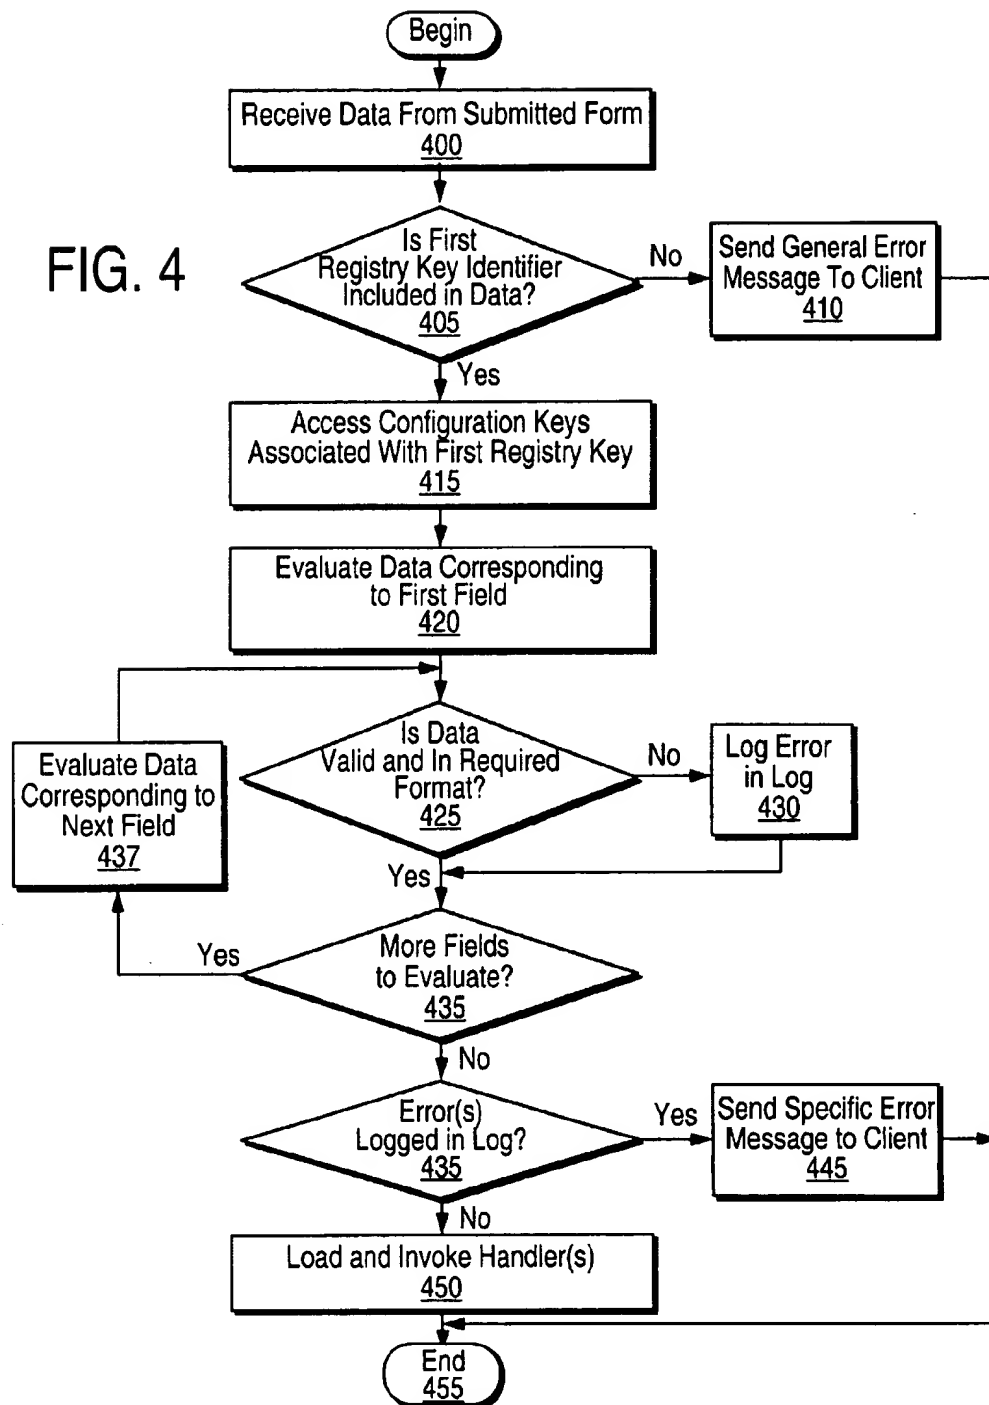 Begin
Receive Data From Submitted Form
400
FIG. 4
Is First
Registry Key Identifier
Included in Data?
405
No
Send General Error
Message To Client
410
Yes
Access Configuration Keys
Associated With First Registry Key
415
Evaluate Data Corresponding
to First Field
420
Is Data
Valid and In Required
Format?
425
No
Log Error
in Log
430
Evaluate Data
Corresponding to
Next Field
437
Yes
Yes
More Fields
to Evaluate?
435
No
Error(s)
Logged in Log?
435
Yes
Send Specific Error
Message to Client
445
No
Load and Invoke Handler(s)
450
End
455